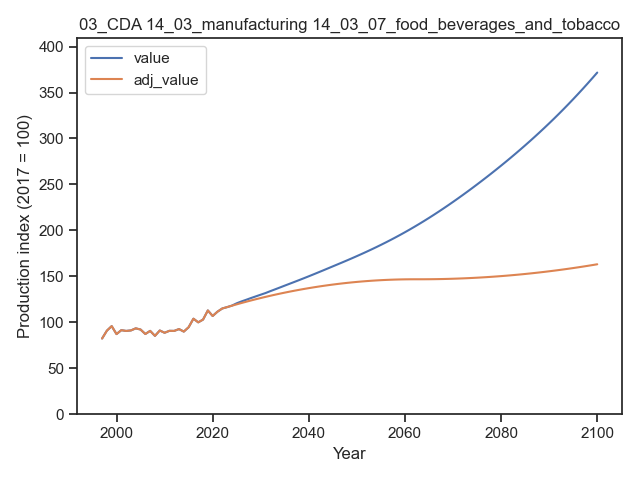 03_CDA 14_03_manufacturing 14_03_07_food_beverages_and_tobacco
value
adj_value
Production index (2017 = 100)
400
350
300
250
200
150
100
50
0
2000 2020 2040 2060 2080 2100
Year